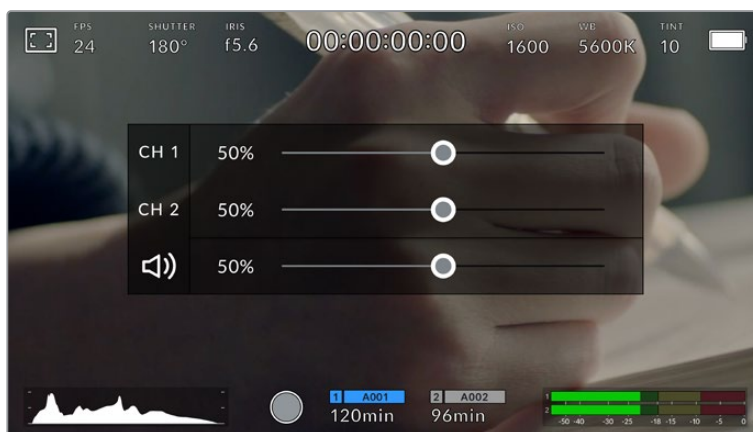 FPS SHUTTER IRIS ISO WB TINT
24 180° f5.6 00:00:00:00 1600 5600K 10
CH 1 50%
CH 2 50%
50%
1 A001 2 A002
120min 96min
1
2
-50 -40 -30 -25 -18 -15 -10 -5 0